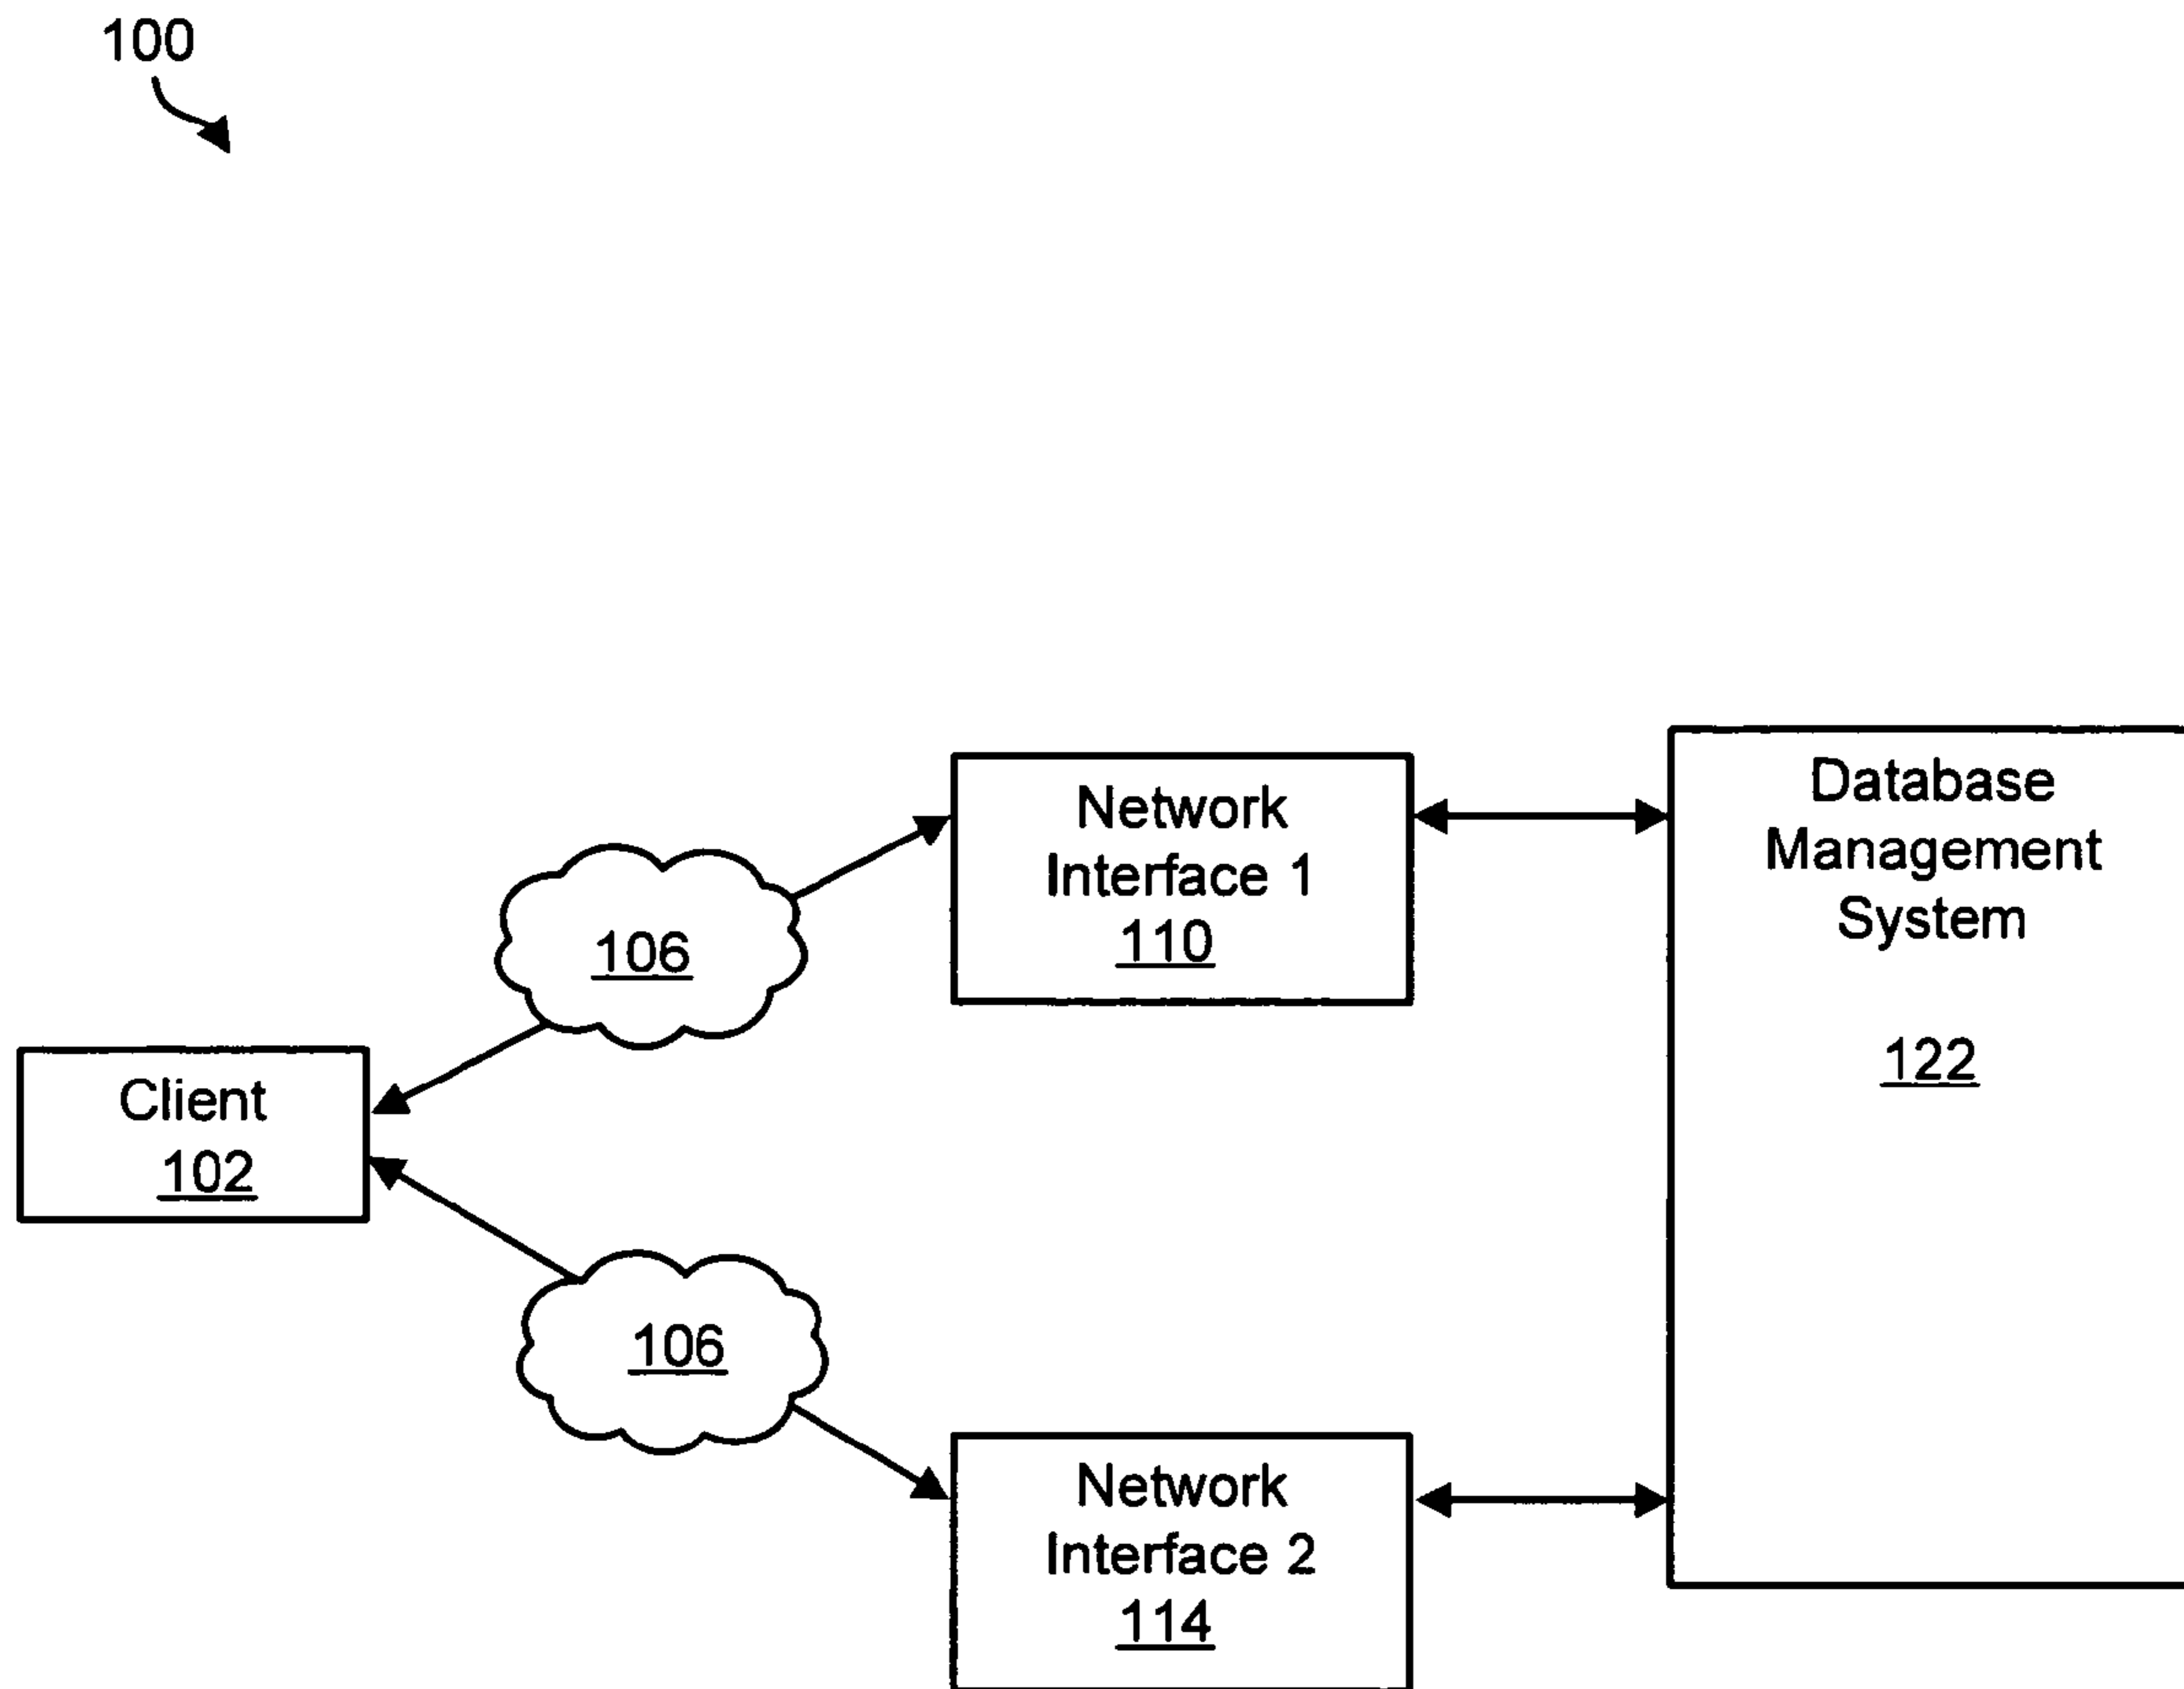 100
Network
Interface 1
110
Database
Management
System
122
106
Client
102
106
Network
Interface 2
114